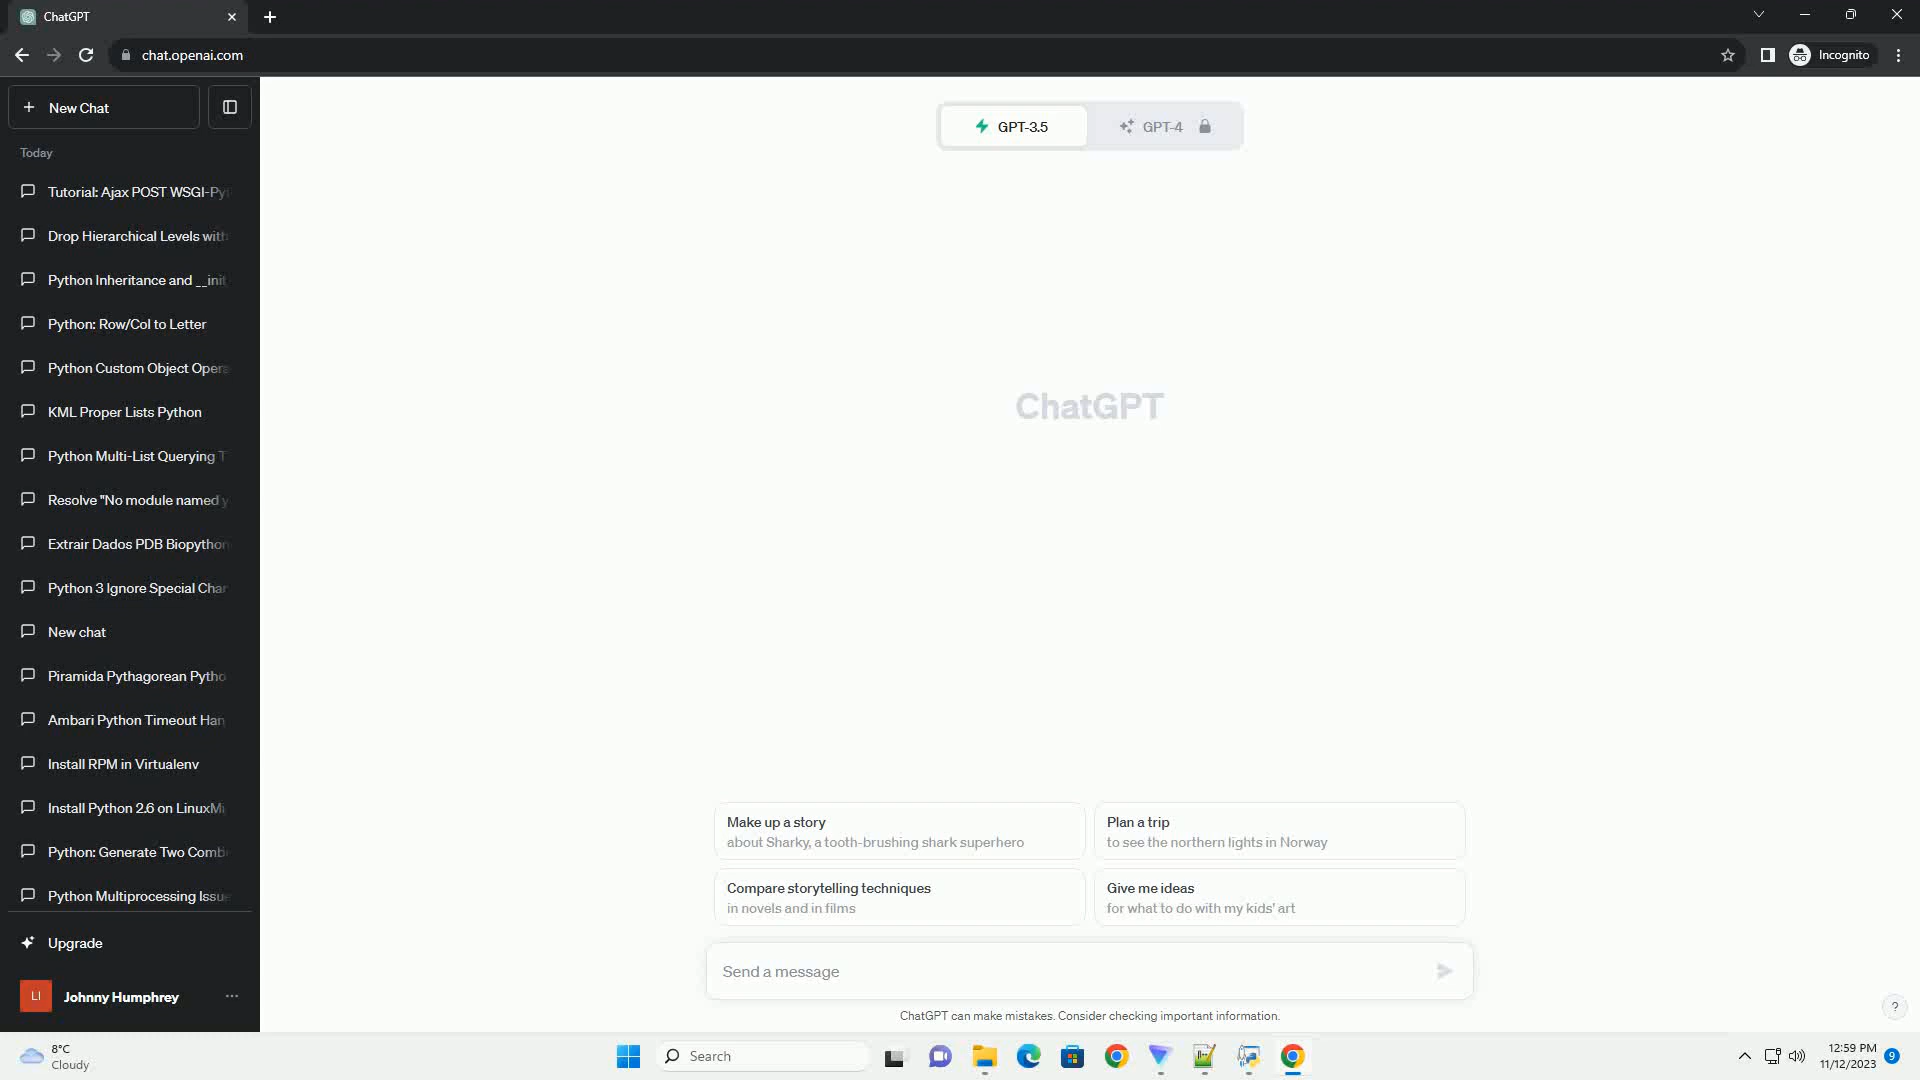 ChatGPT
chat.openai.com
Incognito
New Chat
Today
Tutorial: Ajax POST WSGI-Py
Drop Hierarchical Levels with
Python Inheritance and __init
Python: Row/Col to Letter
Python Custom Object Opera
KML Proper Lists Python
Python Multi-List Querying T
Resolve "No module named y
Extrair Dados PDB Biopython
Python 3 Ignore Special Char
New chat
Piramida Pythagorean Pytho
Ambari Python Timeout Han
Install RPM in Virtualenv
Install Python 2.6 on LinuxMi
Python: Generate Two Comb
Python Multiprocessing Issue
Upgrade
LI
Johnny Humphrey
GPT-3.5
GPT-4
ChatGPT
Make up a story
about Sharky, a tooth-brushing shark superhero
Plan a trip
to see the northern lights in Norway
Compare storytelling techniques
in novels and in films
Give me ideas
for what to do with my kids' art
Send a message
ChatGPT can make mistakes. Consider checking important information.
?
8°C
Cloudy
Search
12:59 PM
11/12/2023
9